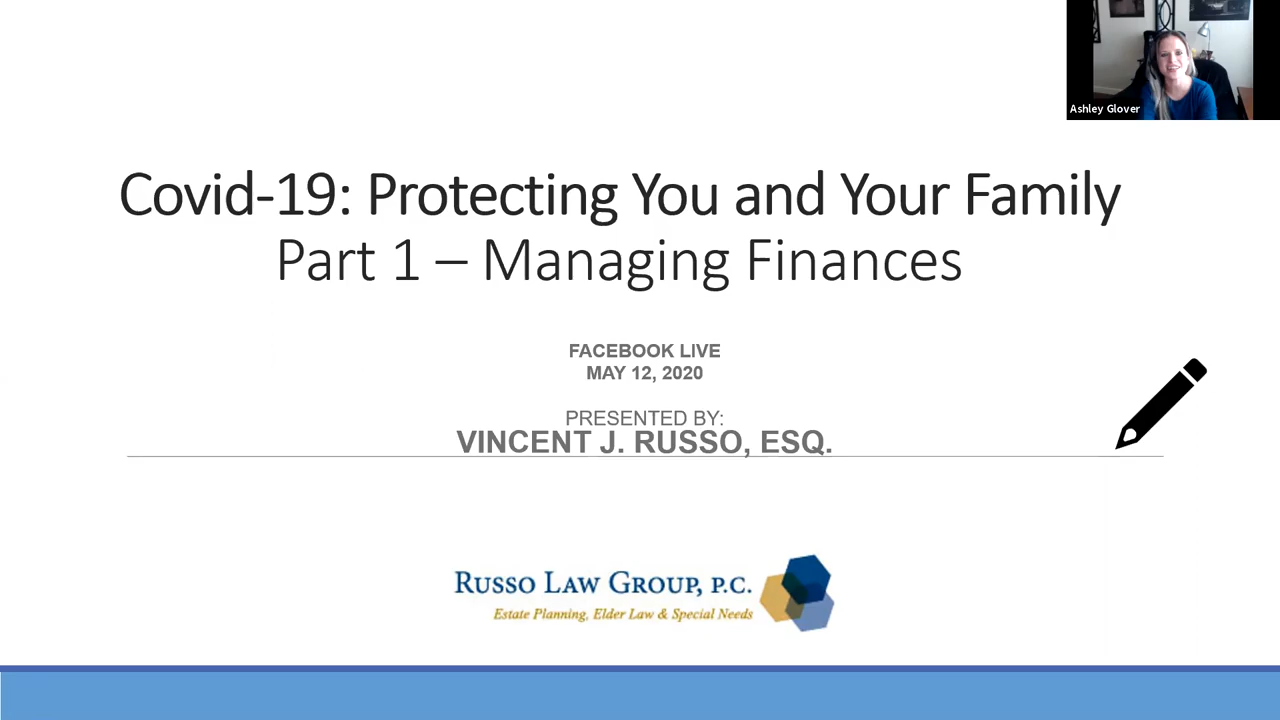 Ashley Glover
Covid-19: Protecting You and Your Family
Part 1 – Managing Finances
FACEBOOK LIVE
MAY 12, 2020
PRESENTED BY:
VINCENT J. RUSSO, ESQ.
RUSSO LAW GROUP, P.C.
Estate Planning, Elder Law & Special Needs